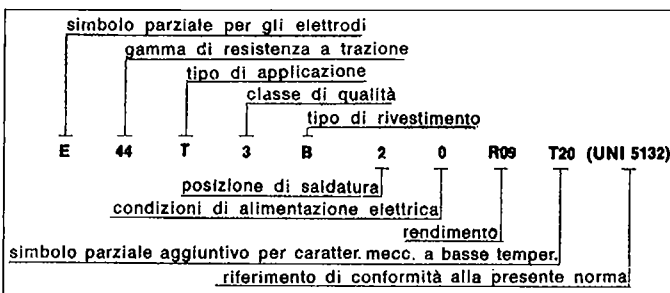 simbolo parziale per gli elettrodi
gamma di resistenza a trazione
tipo di applicazione
classe di qualità
tipo di rivestimento
E 44 T 3 B 2 0 R09 T20 (UNI 5132)
posizione di saldatura
condizioni di alimentazione elettrica
rendimento
simbolo parziale aggiuntivo per caratter. mecc. a basse temper.
riferimento di conformità alla presente norma